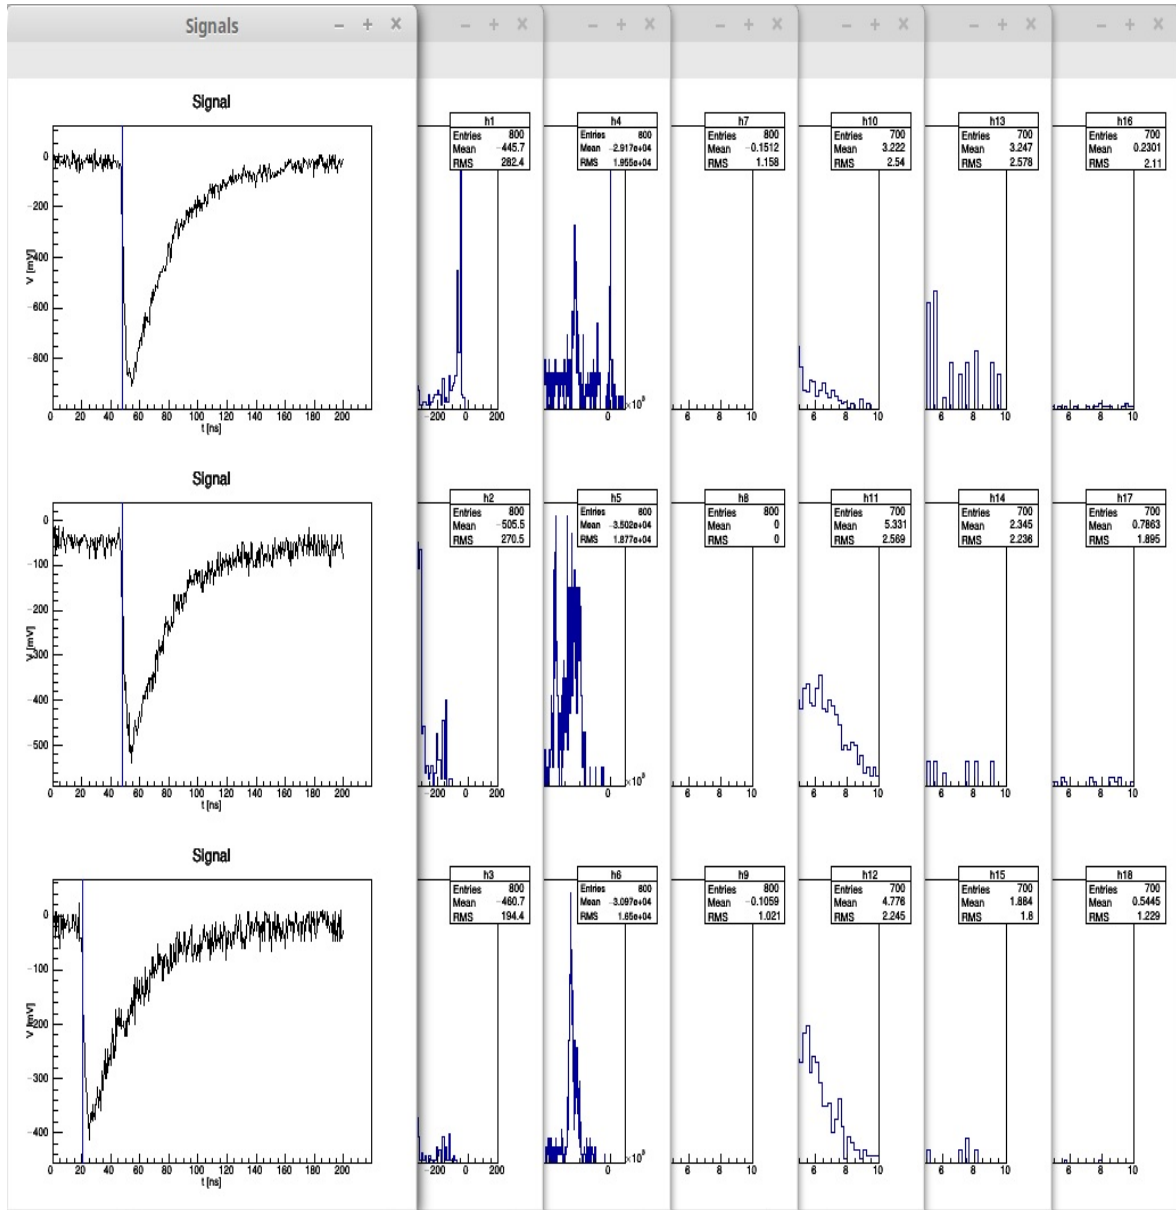 Signals
Signal
0
−200
−400
−600
−800
V [mV]
0 20 40 60 80 100 120 140 160 180 200
t [ns]
h1
Entries 800
Mean −445.7
RMS 282.4
−200 0 200
h4
Entries 800
Mean −2.917e+04
RMS 1.955e+04
0
h7
Entries 800
Mean −0.1512
RMS 1.158
6 8 10
h10
Entries 700
Mean 3.222
RMS 2.54
6 8 10
h13
Entries 700
Mean 3.247
RMS 2.578
6 8 10
h16
Entries 700
Mean 0.2301
RMS 2.11
6 8 10
Signal
0
−100
−200
−300
−400
−500
V [mV]
0 20 40 60 80 100 120 140 160 180 200
t [ns]
h2
Entries 800
Mean −505.5
RMS 270.5
−200 0 200
h5
Entries 800
Mean −3.502e+04
RMS 1.877e+04
0
h8
Entries 800
Mean 0
RMS 0
6 8 10
h11
Entries 700
Mean 5.331
RMS 2.569
6 8 10
h14
Entries 700
Mean 2.345
RMS 2.236
6 8 10
h17
Entries 700
Mean 0.7863
RMS 1.895
6 8 10
Signal
0
−100
−200
−300
−400
V [mV]
0 20 40 60 80 100 120 140 160 180 200
t [ns]
h3
Entries 800
Mean −460.7
RMS 194.4
−200 0 200
h6
Entries 800
Mean −3.097e+04
RMS 1.65e+04
0
h9
Entries 800
Mean −0.1059
RMS 1.021
6 8 10
h12
Entries 700
Mean 4.776
RMS 2.245
6 8 10
h15
Entries 700
Mean 1.884
RMS 1.8
6 8 10
h18
Entries 700
Mean 0.5445
RMS 1.229
6 8 10